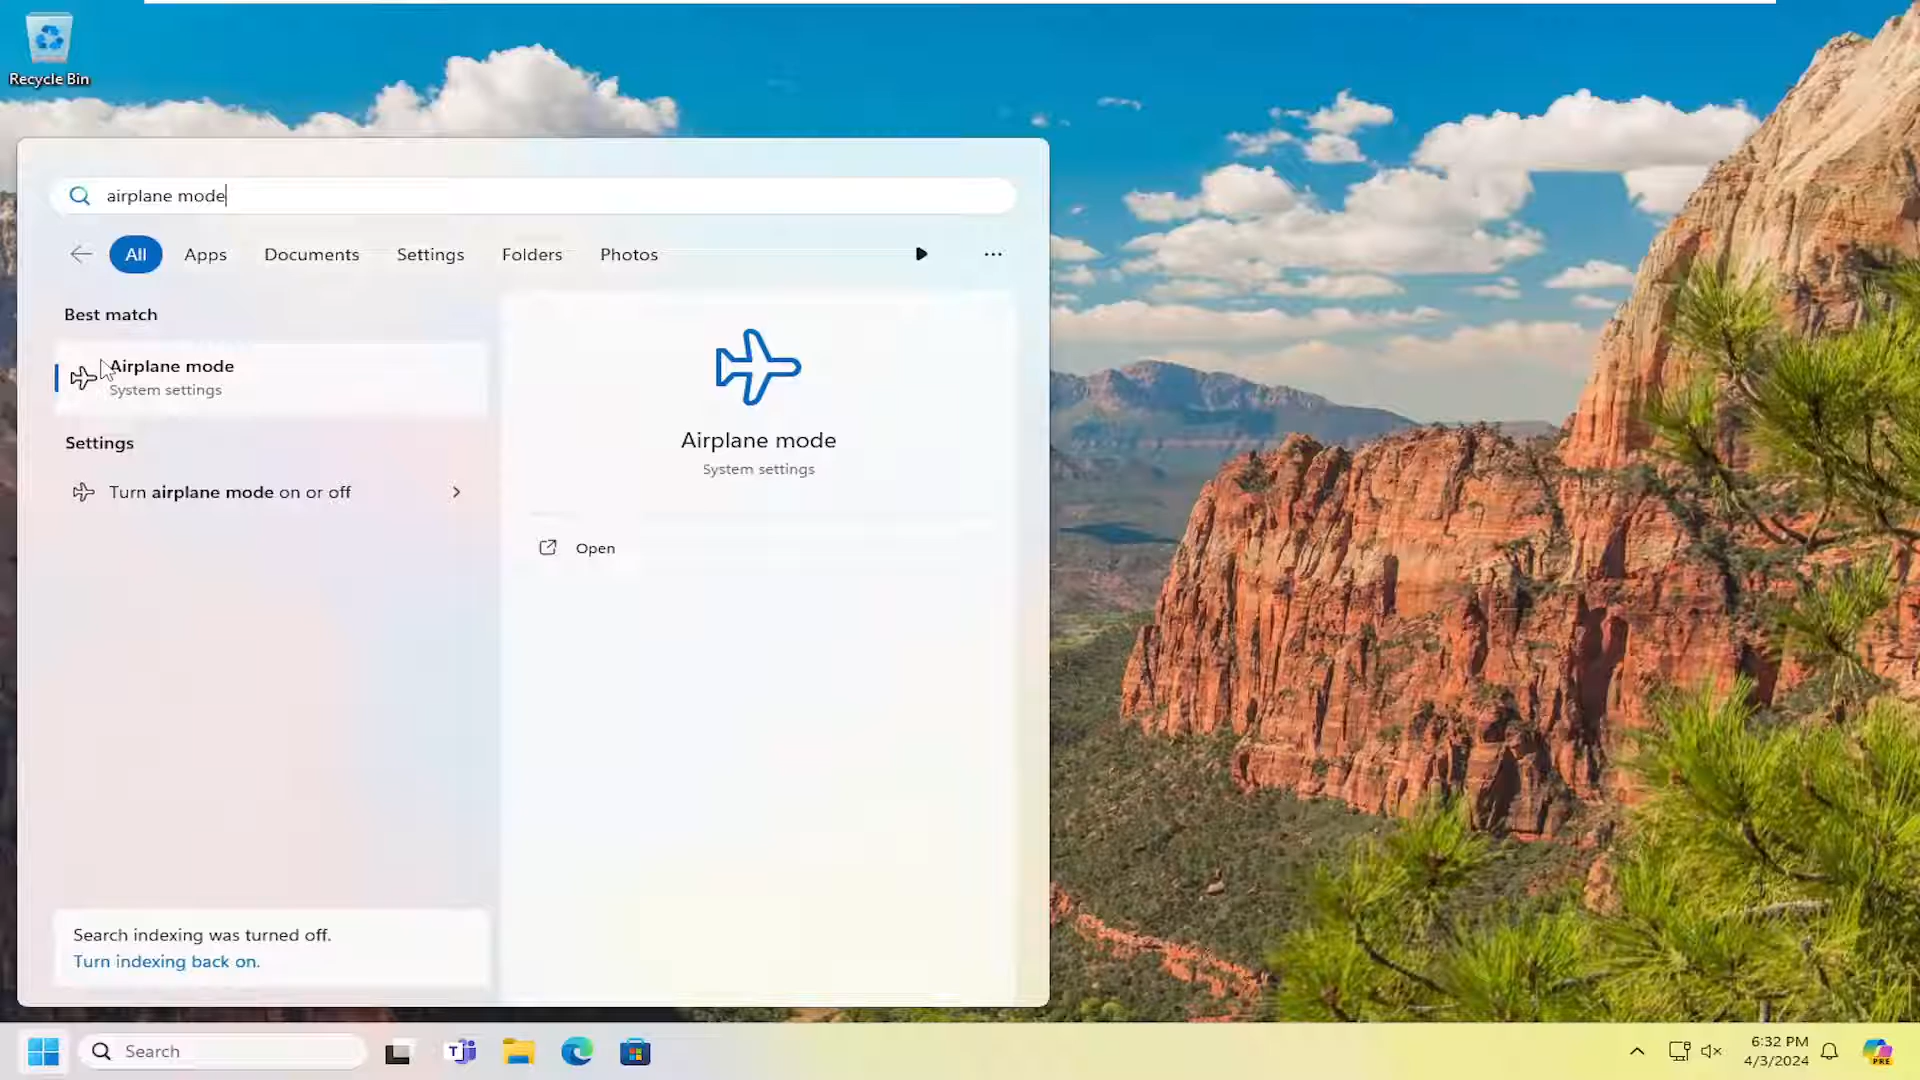 Recycle Bin
airplane mode
All Apps Documents Settings Folders Photos
Best match
Airplane mode
System settings
Settings
Turn airplane mode on or off
Airplane mode
System settings
Open
Search indexing was turned off.
Turn indexing back on.
Search
T
6:32 PM
4/3/2024
PRE